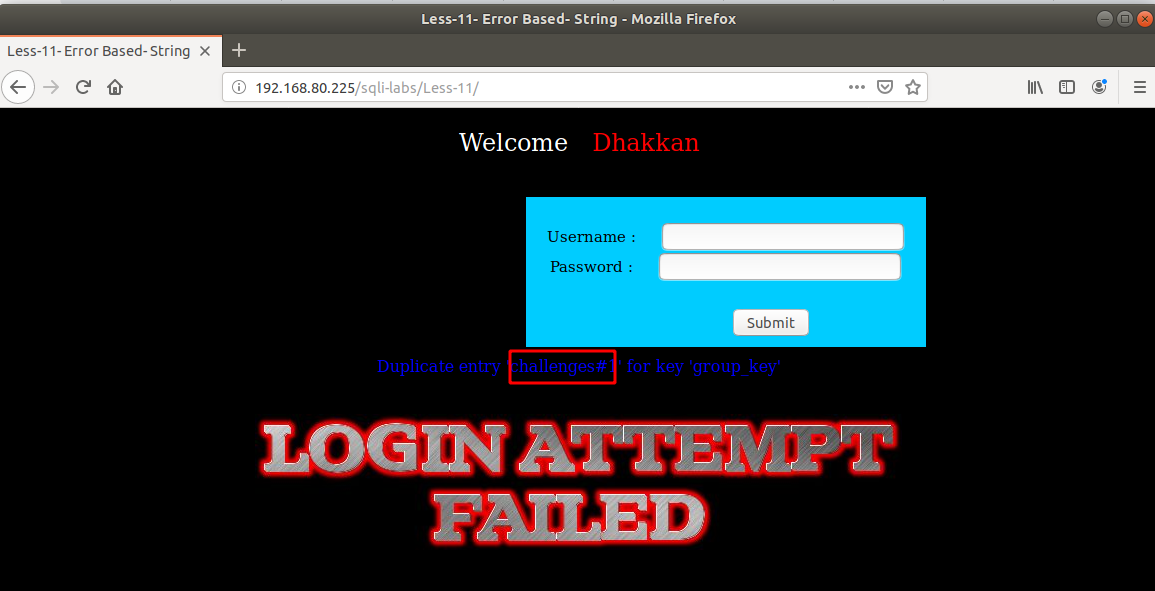 Less-11- Error Based- String - Mozilla Firefox
Less-11- Error Based- String
192.168.80.225/sqli-labs/Less-11/
Welcome Dhakkan
Username :
Password :
Submit
Duplicate entry 'challenges#1' for key 'group_key'
LOGIN ATTEMPT
FAILED